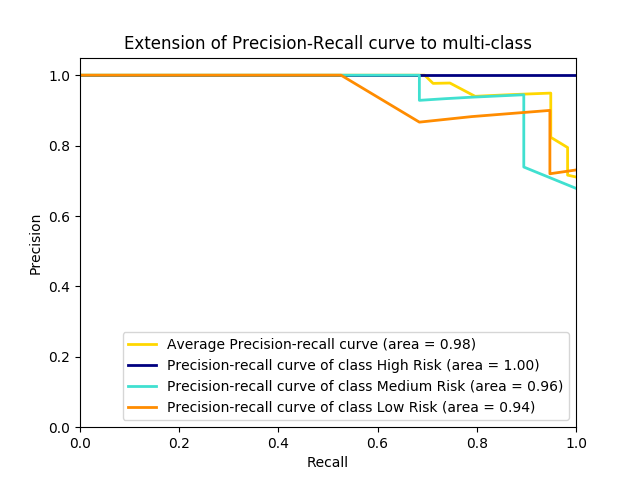 Extension of Precision-Recall curve to multi-class
1.0
0.8
0.6
0.4
0.2
0.0
Precision
Average Precision-recall curve (area = 0.98)
Precision-recall curve of class High Risk (area = 1.00)
Precision-recall curve of class Medium Risk (area = 0.96)
Precision-recall curve of class Low Risk (area = 0.94)
0.0 0.2 0.4 0.6 0.8 1.0
Recall